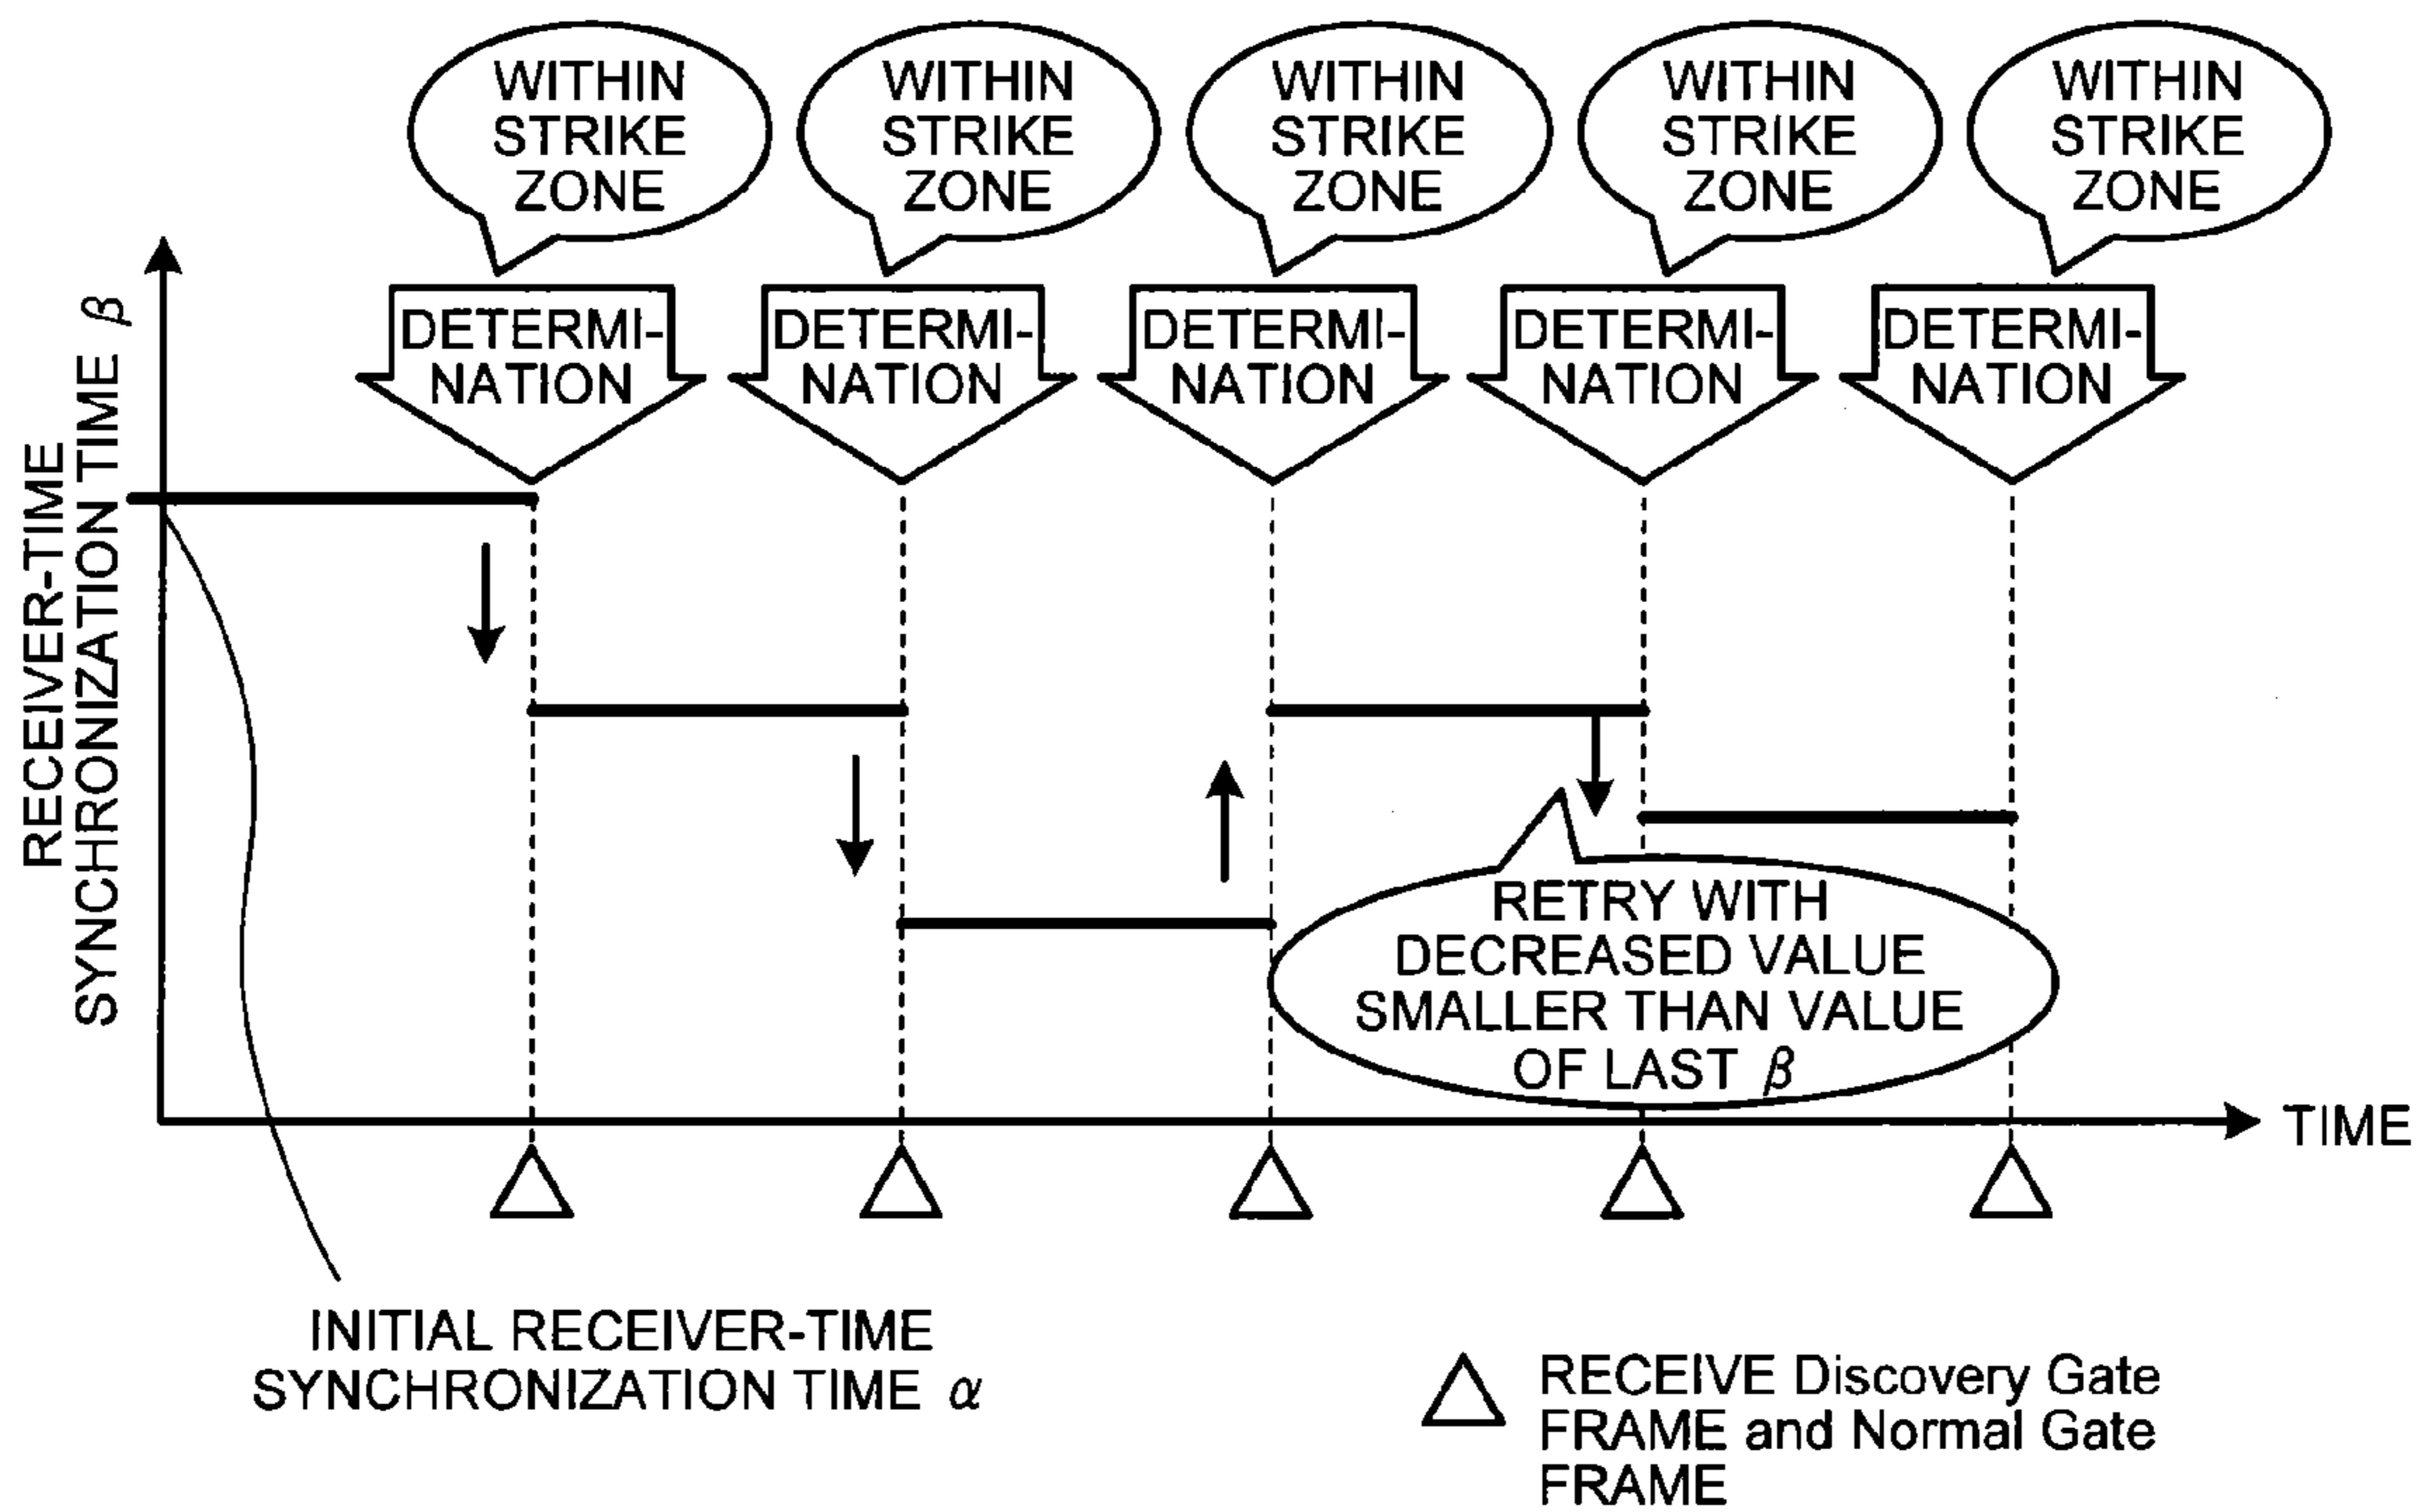 WITHIN
STRIKE
ZONE
WITHIN
STRIKE
ZONE
WITHIN
STRIKE
ZONE
WITHIN
STRIKE
ZONE
WITHIN
STRIKE
ZONE
DETERMI-
NATION
DETERMI-
NATION
DETERMI-
NATION
DETERMI-
NATION
DETERMI-
NATION
RECEIVER-TIME
SYNCHRONIZATION TIME β
RETRY WITH
DECREASED VALUE
SMALLER THAN VALUE
OF LAST β
TIME
INITIAL RECEIVER-TIME
SYNCHRONIZATION TIME α
RECEIVE Discovery Gate
FRAME and Normal Gate
FRAME